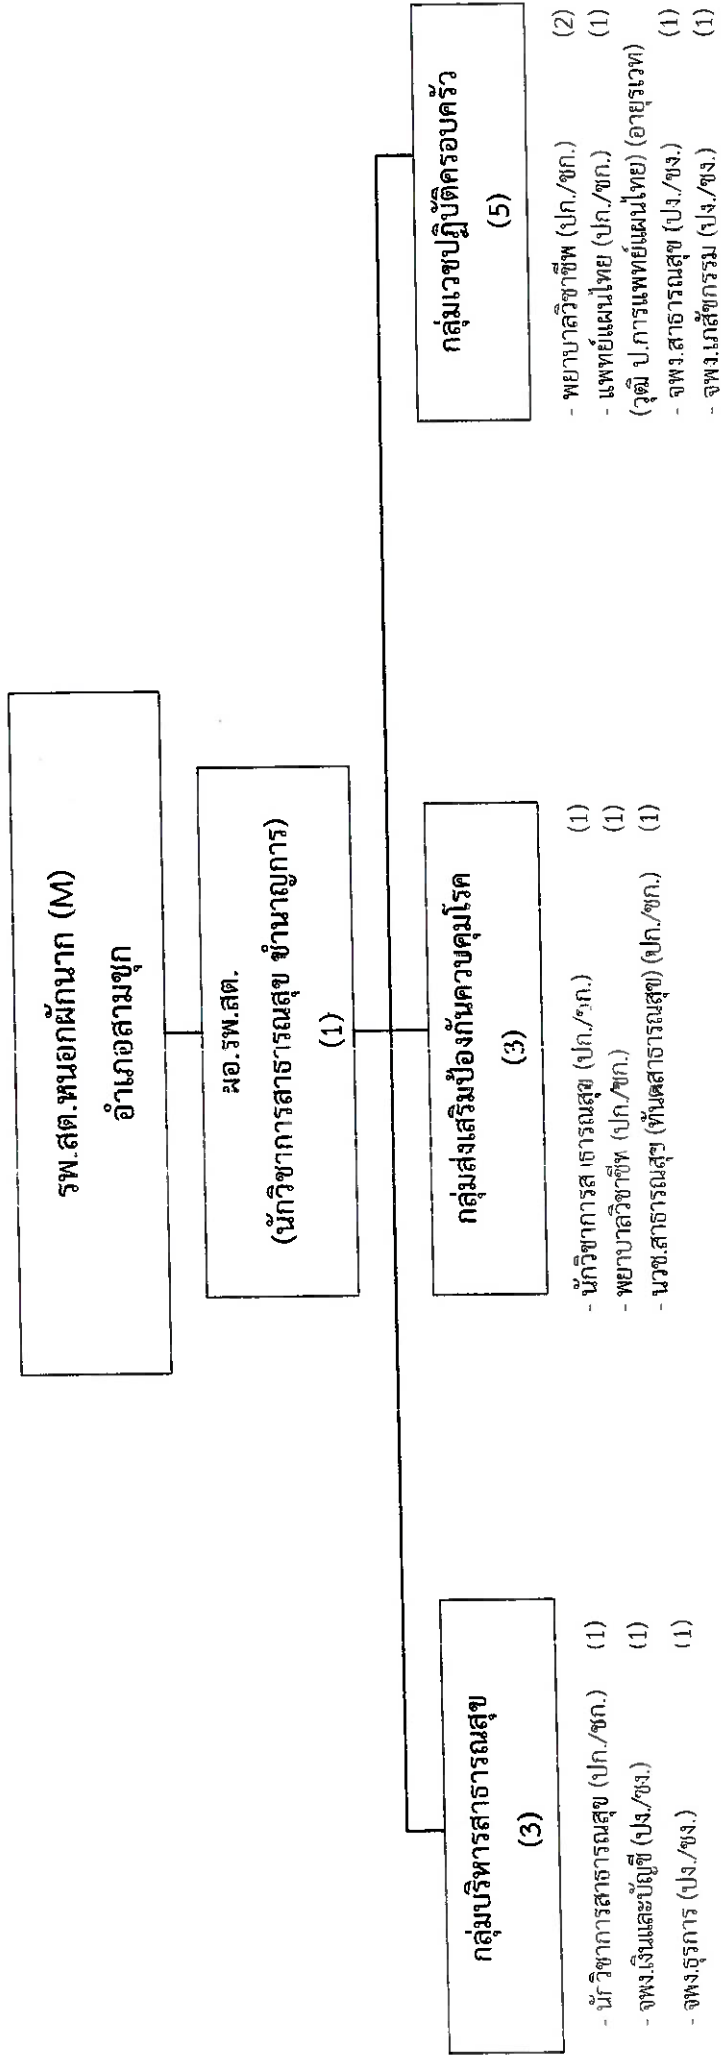 รพ.สต.หนอกผักนาก (M)
อำเภอสามชุก
ผอ.รพ.สต.
(นักวิชาการสาธารณสุข ชำนาญการ)
(1)
กลุ่มบริหารสาธารณสุข
(3)
- นักวิชาการสาธารณสุข (ปก./ชก.) (1)
- จพง.เงินและบัญชี (ปง./ชง.) (1)
- จพง.ธุรการ (ปง./ชง.) (1)
กลุ่มส่งเสริมป้องกันควบคุมโรค
(3)
- นักวิชาการสาธารณสุข (ปก./ชก.) (1)
- พยาบาลวิชาชีพ (ปก./ชก.) (1)
- นวช.สาธารณสุข (ทันตสาธารณสุข) (ปก./ชก.) (1)
กลุ่มเวชปฏิบัติครอบครัว
(5)
- พยาบาลวิชาชีพ (ปก./ชก.) (2)
- แพทย์แผนไทย (ปก./ชก.) (1)
(วุฒิ ป.การแพทย์แผนไทย) (อายุรเวท)
- จพง.สาธารณสุข (ปง./ชง.) (1)
- จพง.เภสัชกรรม (ปง./ชง.) (1)